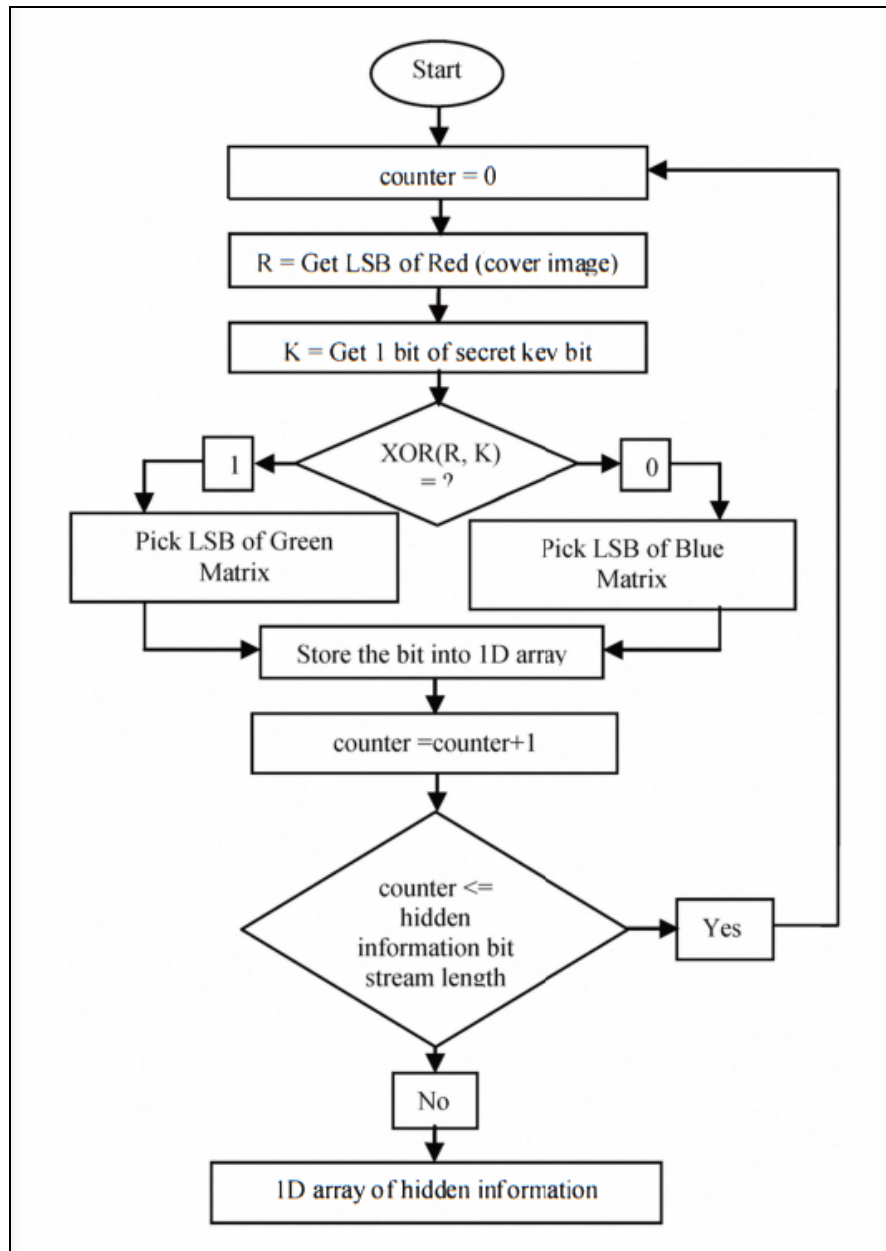 Start
counter = 0
R = Get LSB of Red (cover image)
K = Get 1 bit of secret kev bit
XOR(R, K)
= ?
1
0
Pick LSB of Green
Matrix
Pick LSB of Blue
Matrix
Store the bit into 1D array
counter =counter+1
counter <=
hidden
information bit
stream length
Yes
No
1D array of hidden information